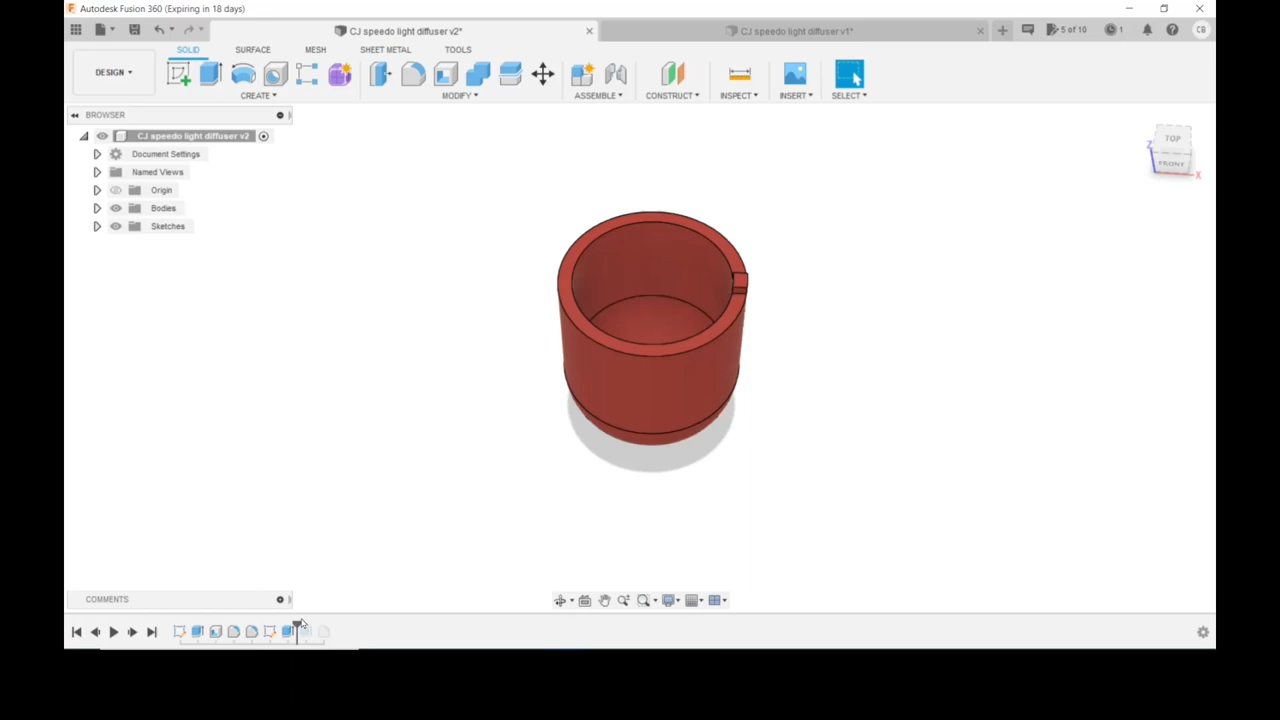 Autodesk Fusion 360 (Expiring in 18 days)
CJ speedo light diffuser v2*
CJ speedo light diffuser v1*
5 of 10
1
CB
DESIGN
SOLID
SURFACE
MESH
SHEET METAL
TOOLS
CREATE
MODIFY
ASSEMBLE
CONSTRUCT
INSPECT
INSERT
SELECT
BROWSER
CJ speedo light diffuser v2
Document Settings
Named Views
Origin
Bodies
Sketches
TOP
FRONT
Z
X
COMMENTS